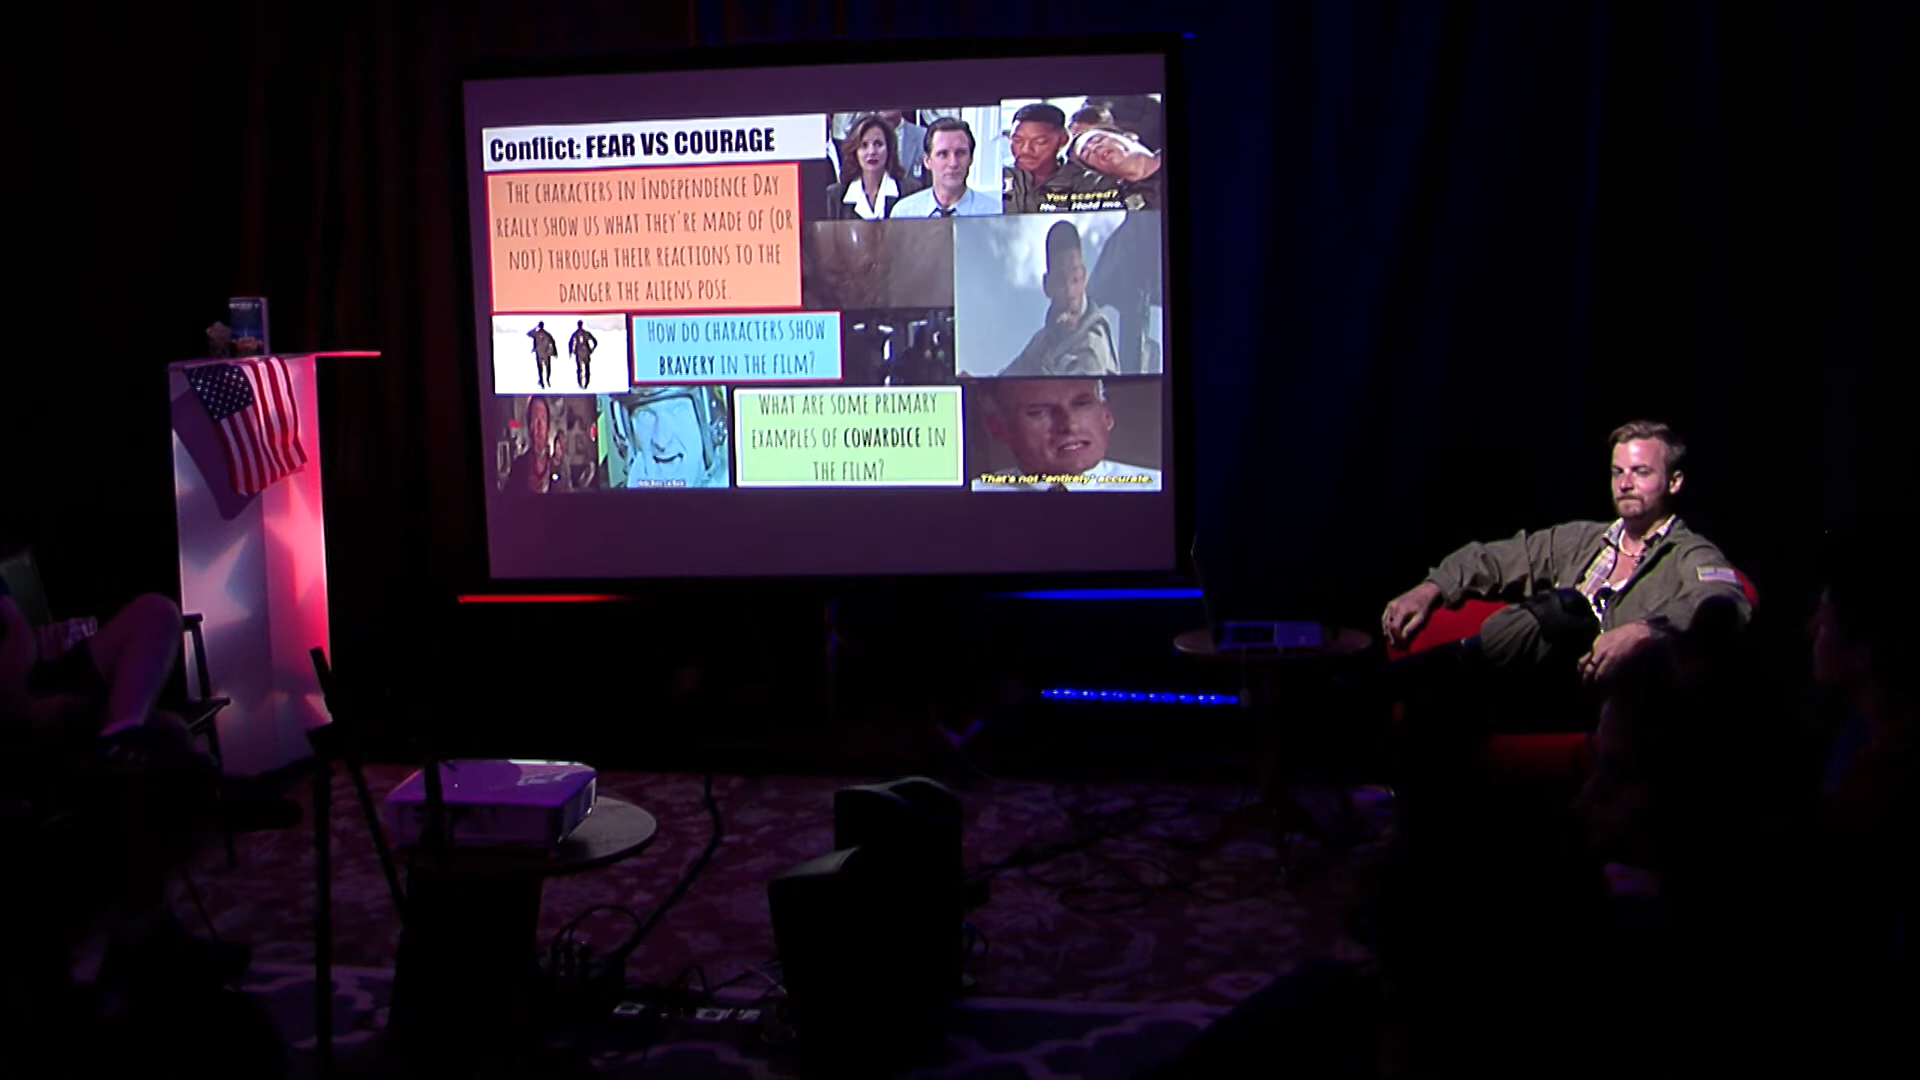 Conflict: FEAR VS COURAGE
THE CHARACTERS IN INDEPENDENCE DAY
REALLY SHOW US WHAT THEY'RE MADE OF (OR
NOT) THROUGH THEIR REACTIONS TO THE
DANGER THE ALIENS POSE.
You scared?
No... Hold me.
HOW DO CHARACTERS SHOW
BRAVERY IN THE FILM?
WHAT ARE SOME PRIMARY
EXAMPLES OF COWARDICE IN
THE FILM?
That's not "entirely" accurate.